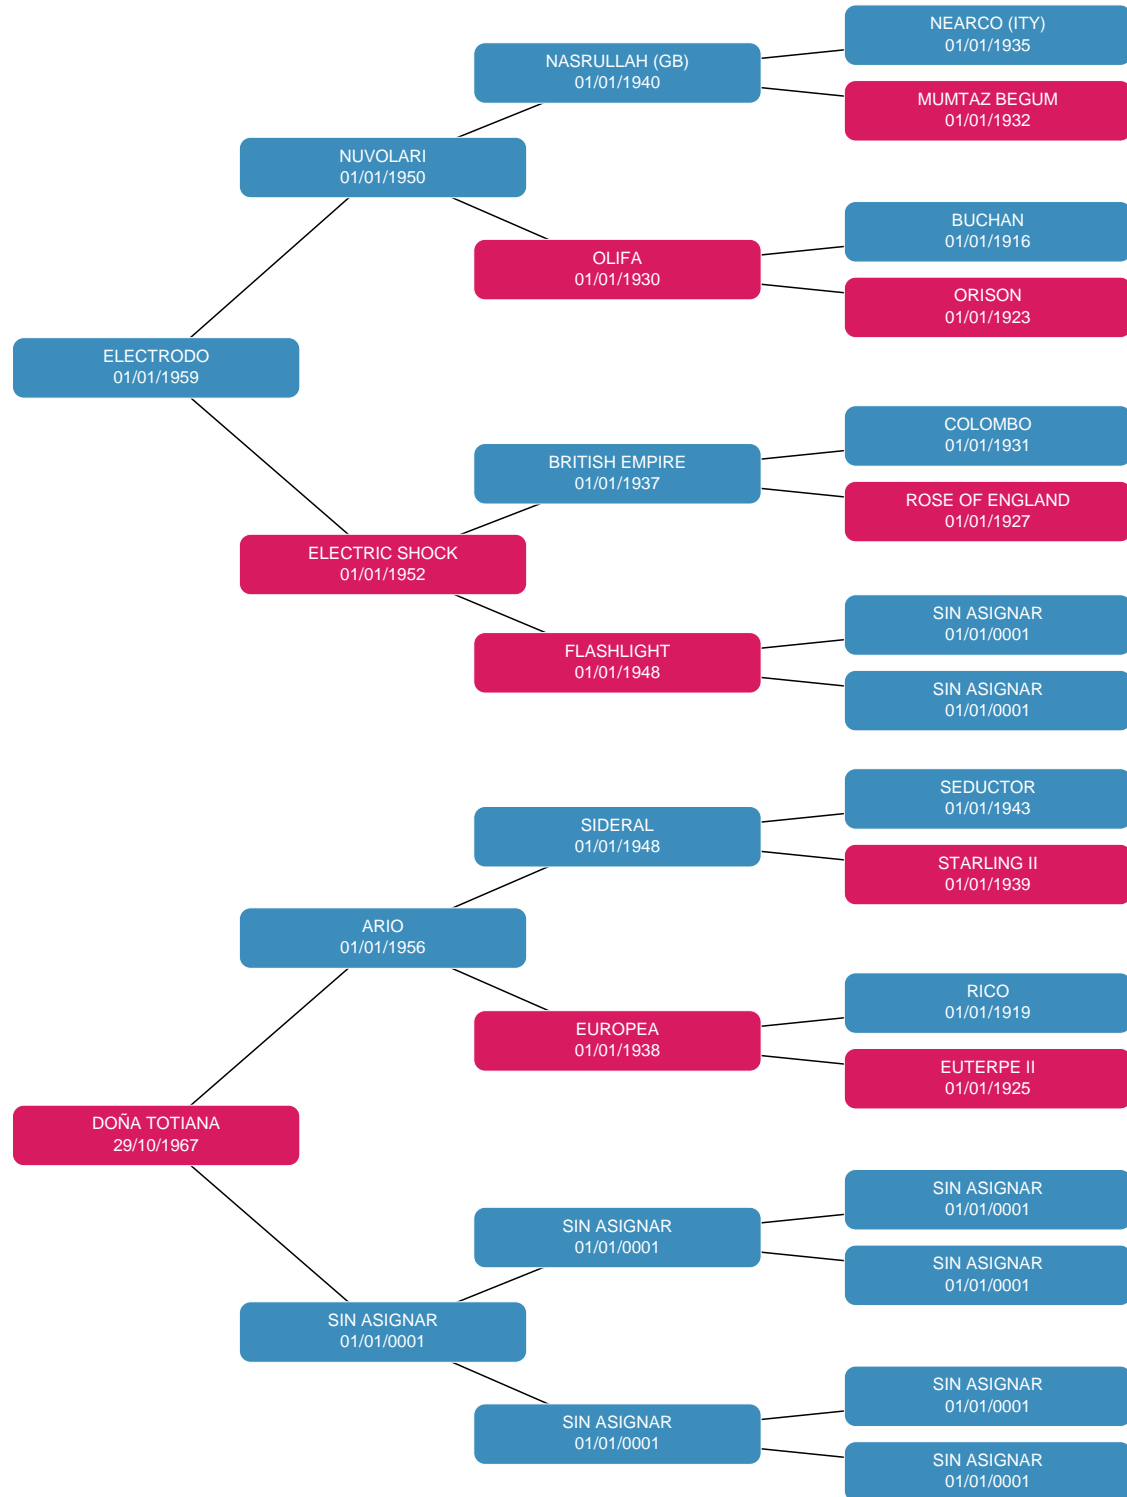 NEARCO (ITY)
01/01/1935
NASRULLAH (GB)
01/01/1940
MUMTAZ BEGUM
01/01/1932
NUVOLARI
01/01/1950
BUCHAN
01/01/1916
OLIFA
01/01/1930
ORISON
01/01/1923
ELECTRODO
01/01/1959
COLOMBO
01/01/1931
BRITISH EMPIRE
01/01/1937
ROSE OF ENGLAND
01/01/1927
ELECTRIC SHOCK
01/01/1952
SIN ASIGNAR
01/01/0001
FLASHLIGHT
01/01/1948
SIN ASIGNAR
01/01/0001
SEDUCTOR
01/01/1943
SIDERAL
01/01/1948
STARLING II
01/01/1939
ARIO
01/01/1956
RICO
01/01/1919
EUROPEA
01/01/1938
EUTERPE II
01/01/1925
DOÑA TOTIANA
29/10/1967
SIN ASIGNAR
01/01/0001
SIN ASIGNAR
01/01/0001
SIN ASIGNAR
01/01/0001
SIN ASIGNAR
01/01/0001
SIN ASIGNAR
01/01/0001
SIN ASIGNAR
01/01/0001
SIN ASIGNAR
01/01/0001